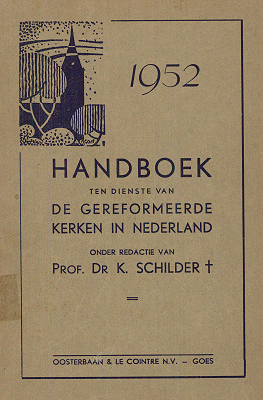 1952
HANDBOEK
TEN DIENSTE VAN
DE GEREFORMEERDE
KERKEN IN NEDERLAND
ONDER REDACTIE VAN
PROF. DR K. SCHILDER †
OOSTERBAAN & LE COINTRE N.V. – GOES